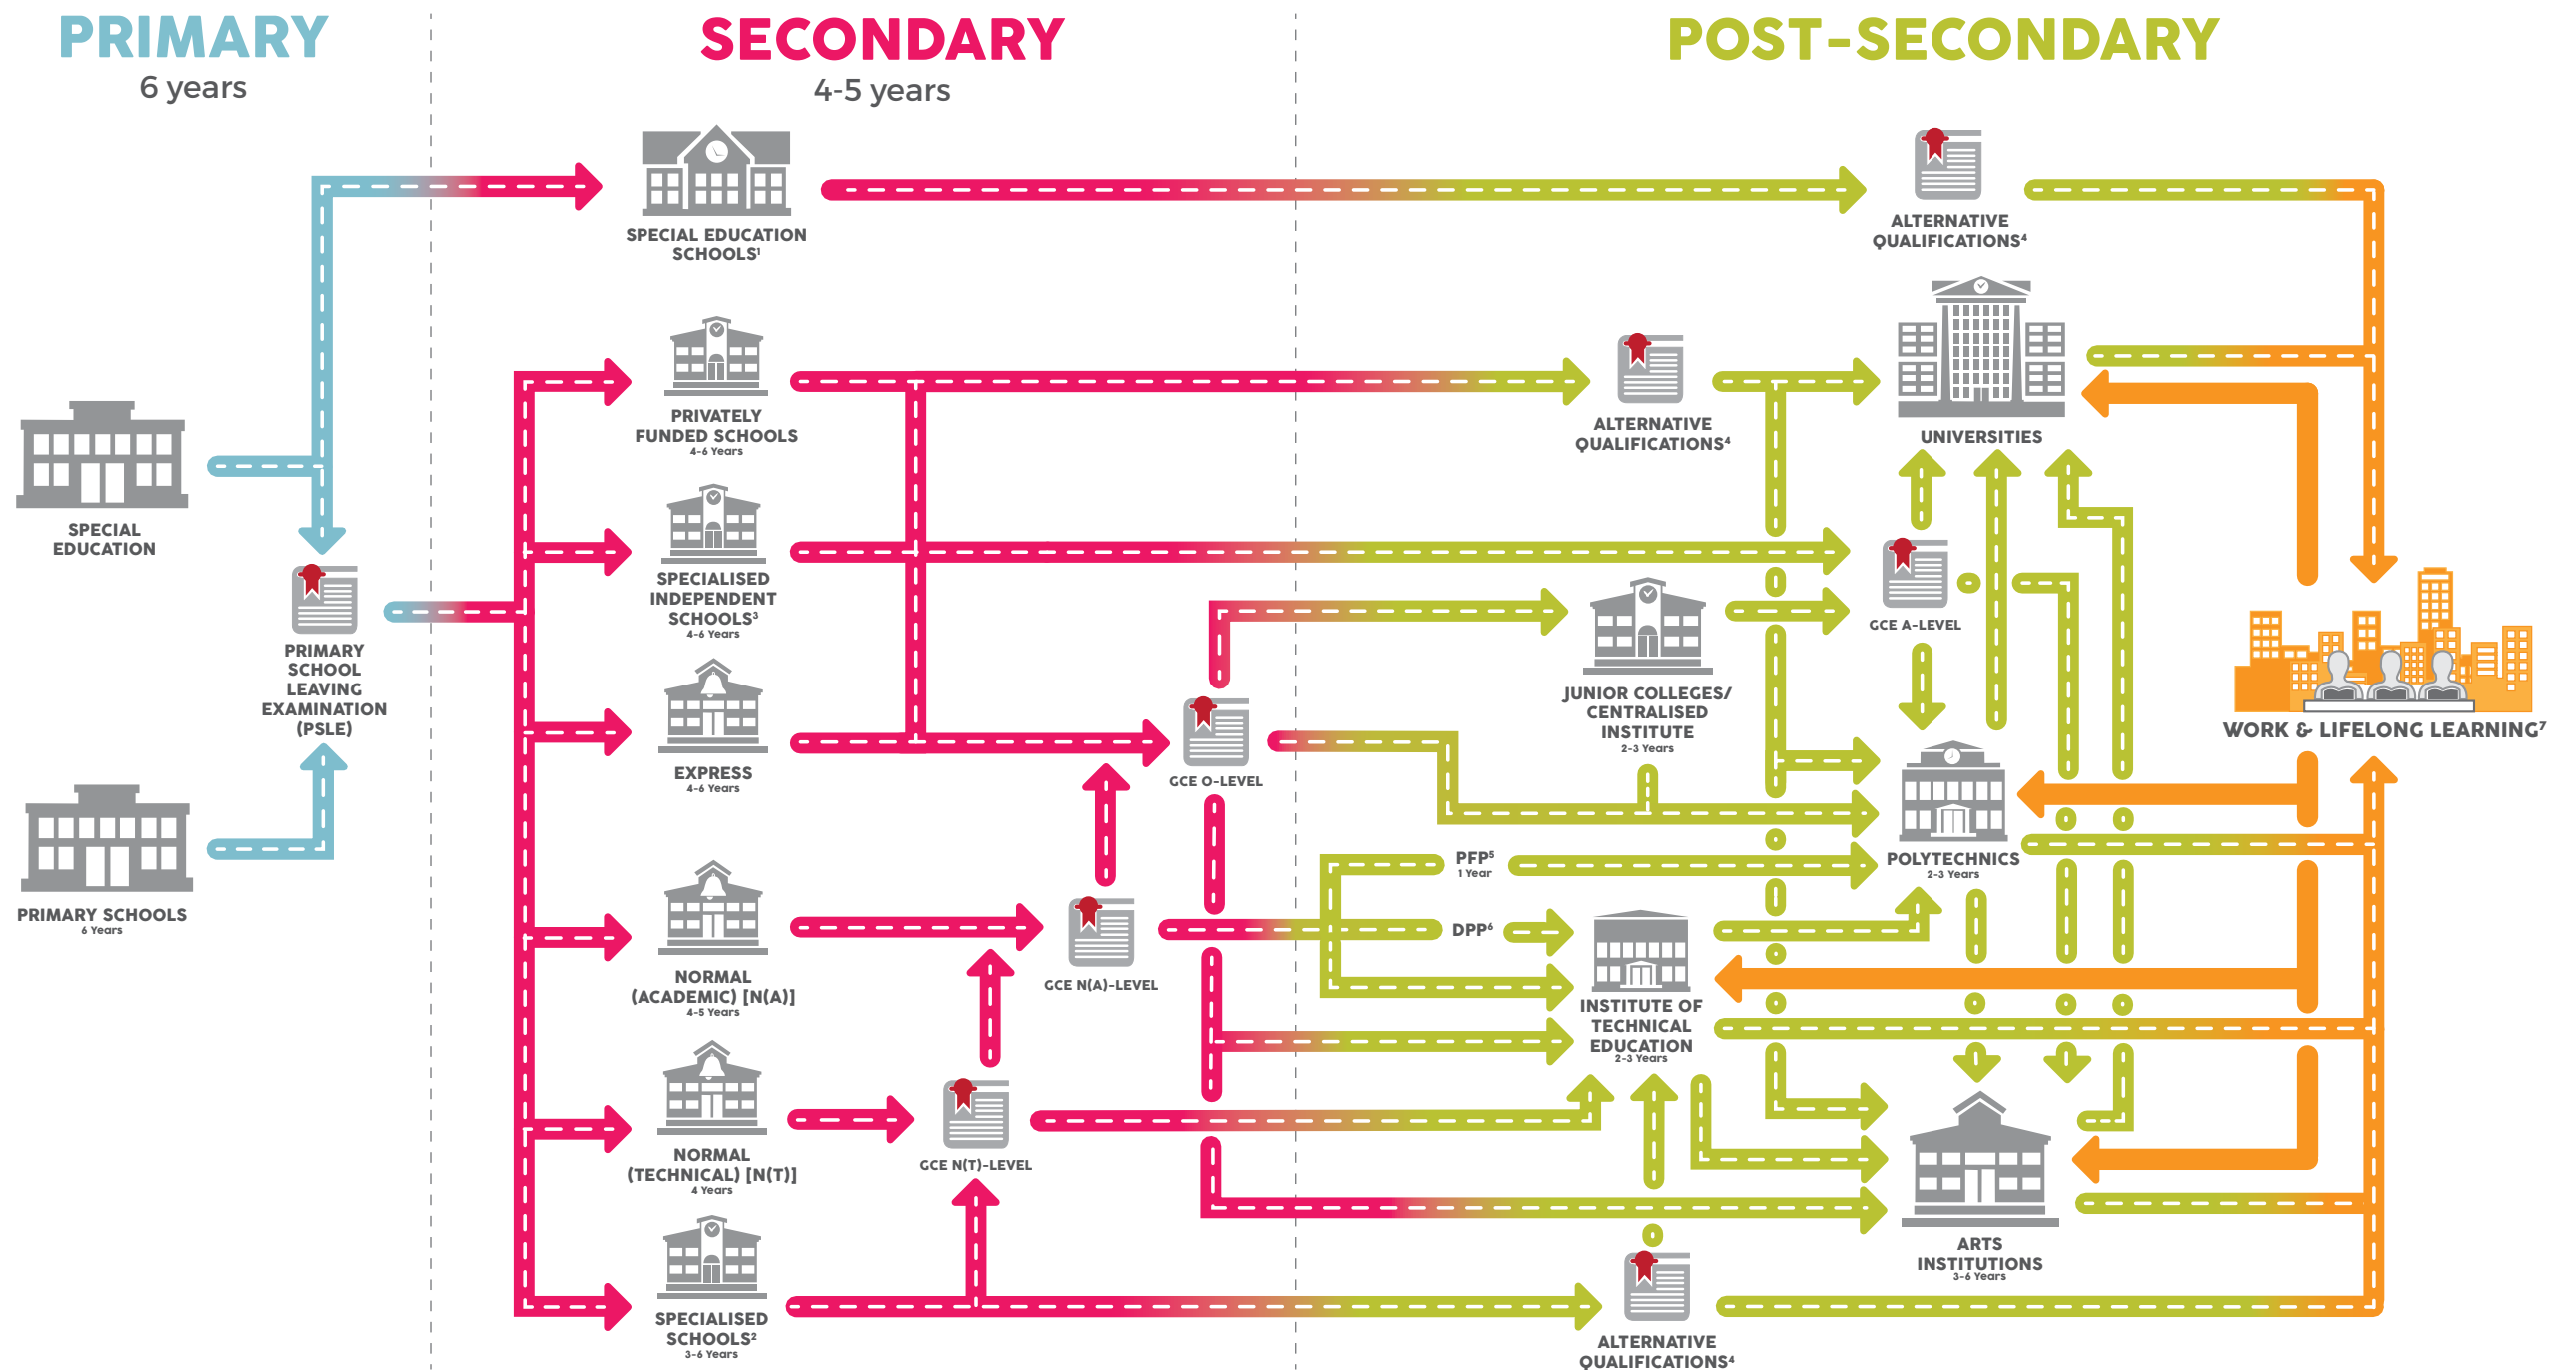 PRIMARY
6 years
SECONDARY
4-5 years
POST-SECONDARY
SPECIAL
EDUCATION
PRIMARY
SCHOOL
LEAVING
EXAMINATION
(PSLE)
PRIMARY SCHOOLS
6 Years
SPECIAL EDUCATION
SCHOOLS¹
PRIVATELY
FUNDED SCHOOLS
4-6 Years
SPECIALISED
INDEPENDENT
SCHOOLS³
4-6 Years
EXPRESS
4-6 Years
NORMAL
(ACADEMIC) [N(A)]
4-5 Years
NORMAL
(TECHNICAL) [N(T)]
4 Years
SPECIALISED
SCHOOLS²
3-6 Years
GCE O-LEVEL
GCE N(A)-LEVEL
GCE N(T)-LEVEL
ALTERNATIVE
QUALIFICATIONS⁴
ALTERNATIVE
QUALIFICATIONS⁴
UNIVERSITIES
GCE A-LEVEL
JUNIOR COLLEGES/
CENTRALISED
INSTITUTE
2-3 Years
PFP⁵
1 Year
DPP⁶
POLYTECHNICS
2-3 Years
INSTITUTE OF
TECHNICAL
EDUCATION
2-3 Years
ARTS
INSTITUTIONS
3-6 Years
ALTERNATIVE
QUALIFICATIONS⁴
WORK & LIFELONG LEARNING⁷